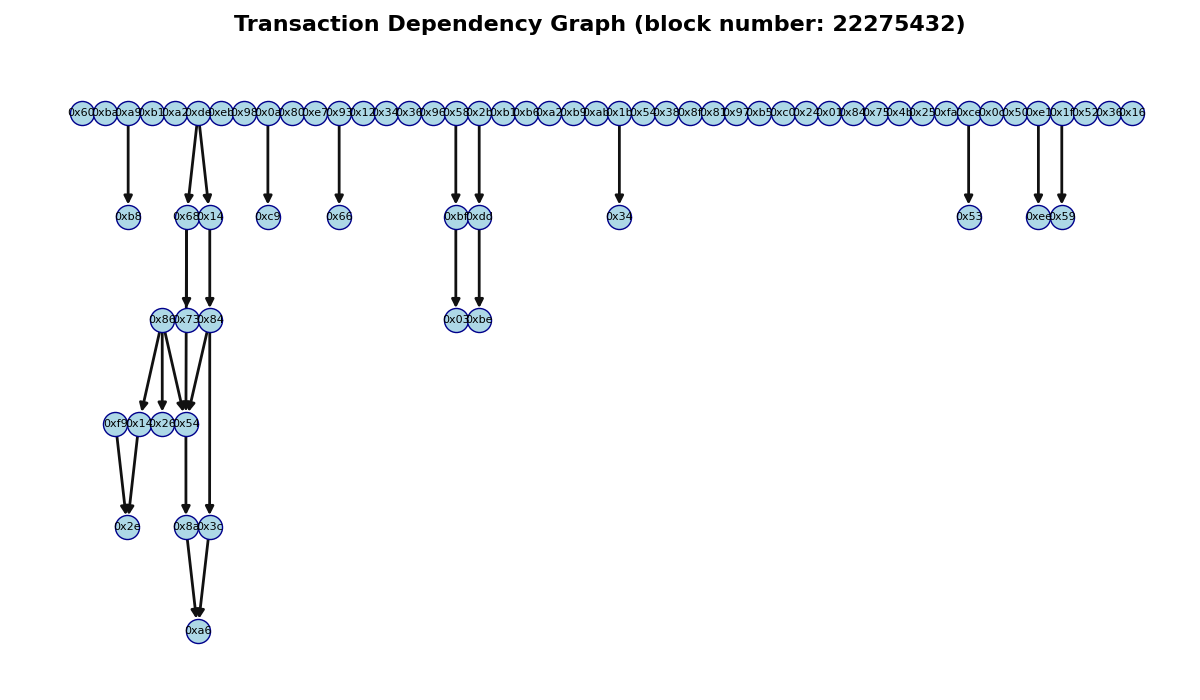 Transaction Dependency Graph (block number: 22275432)
0x60 0xba 0xa9 0xb1 0xa2 0xde 0xeb 0x98 0x0a 0x80 0xe7 0x93 0x12 0x34 0x36 0x96 0x58 0x2b 0xb1 0xb6 0xa2 0xb9 0xab 0x1b 0x54 0x38 0x8f 0x81 0x97 0xb5 0xc0 0x24 0x01 0x84 0x75 0x4b 0x25 0xfa 0xce 0x0c 0x50 0xe1 0x1f 0x52 0x36 0x16
0xb8 0x68 0x14 0xc9 0x66 0xbf 0xdc 0x34 0x53 0xee 0x59
0x86 0x73 0x84 0x03 0xbe
0xf9 0x14 0x26 0x54
0x2e 0x8a 0x3c
0xa6